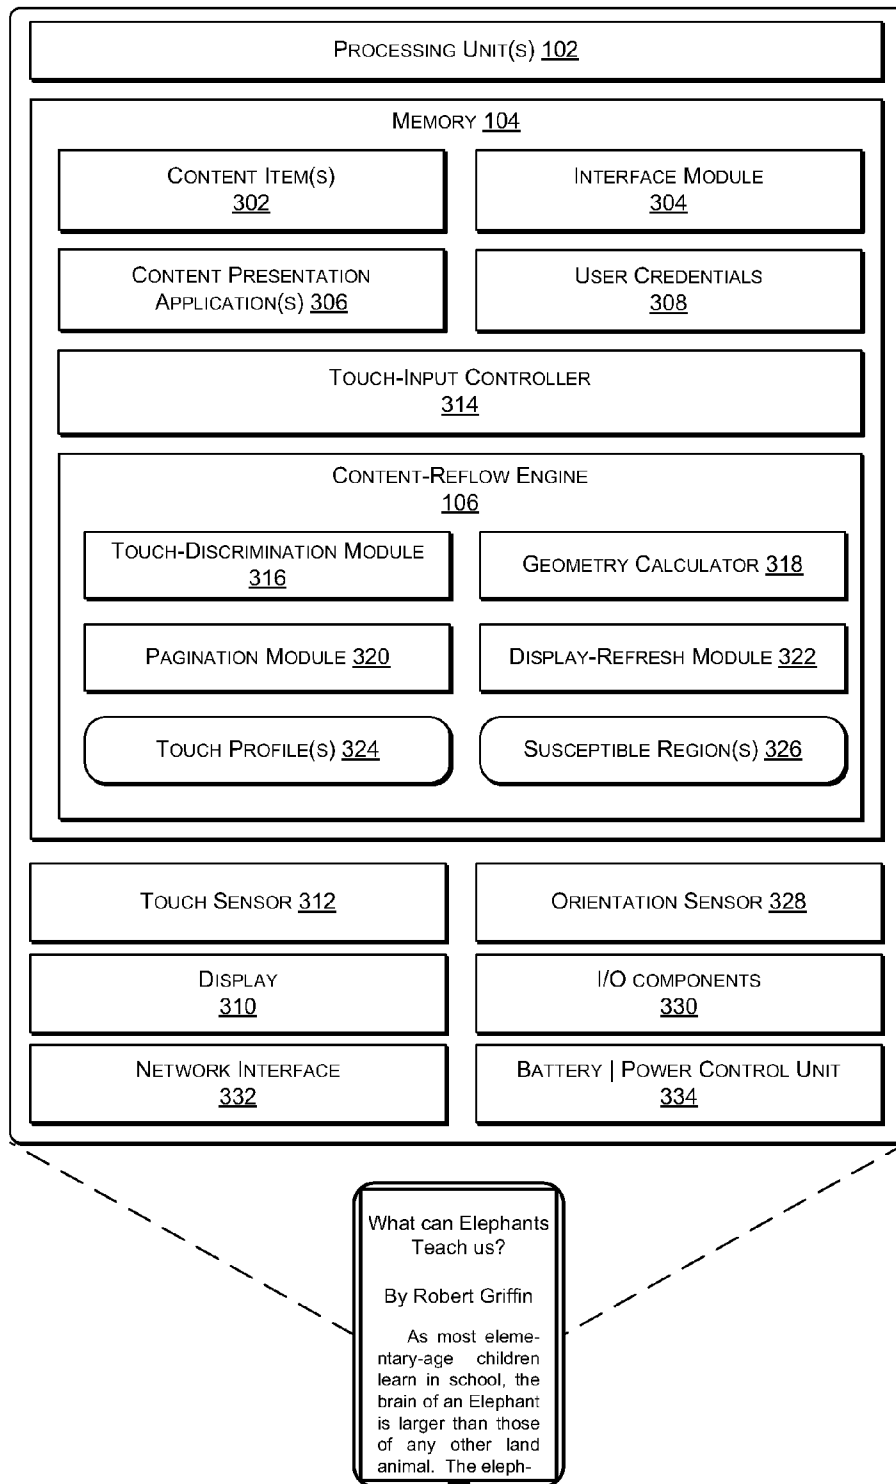 PROCESSING UNIT(S) 102
MEMORY 104
CONTENT ITEM(S)
302
INTERFACE MODULE
304
CONTENT PRESENTATION
APPLICATION(S) 306
USER CREDENTIALS
308
TOUCH-INPUT CONTROLLER
314
CONTENT-REFLOW ENGINE
106
TOUCH-DISCRIMINATION MODULE
316
GEOMETRY CALCULATOR 318
PAGINATION MODULE 320
DISPLAY-REFRESH MODULE 322
TOUCH PROFILE(S) 324
SUSCEPTIBLE REGION(S) 326
TOUCH SENSOR 312
ORIENTATION SENSOR 328
DISPLAY
310
I/O COMPONENTS
330
NETWORK INTERFACE
332
BATTERY | POWER CONTROL UNIT
334
What can Elephants
Teach us?
By Robert Griffin
As most elemen-
ntary-age children
learn in school, the
brain of an Elephant
is larger than those
of any other land
animal. The eleph-